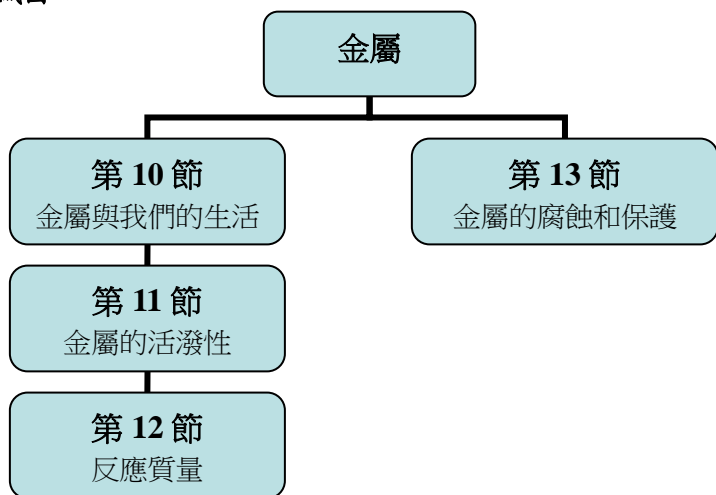 金屬
第 10 節
金屬與我們的生活
第 13 節
金屬的腐蝕和保護
第 11 節
金屬的活潑性
第 12 節
反應質量